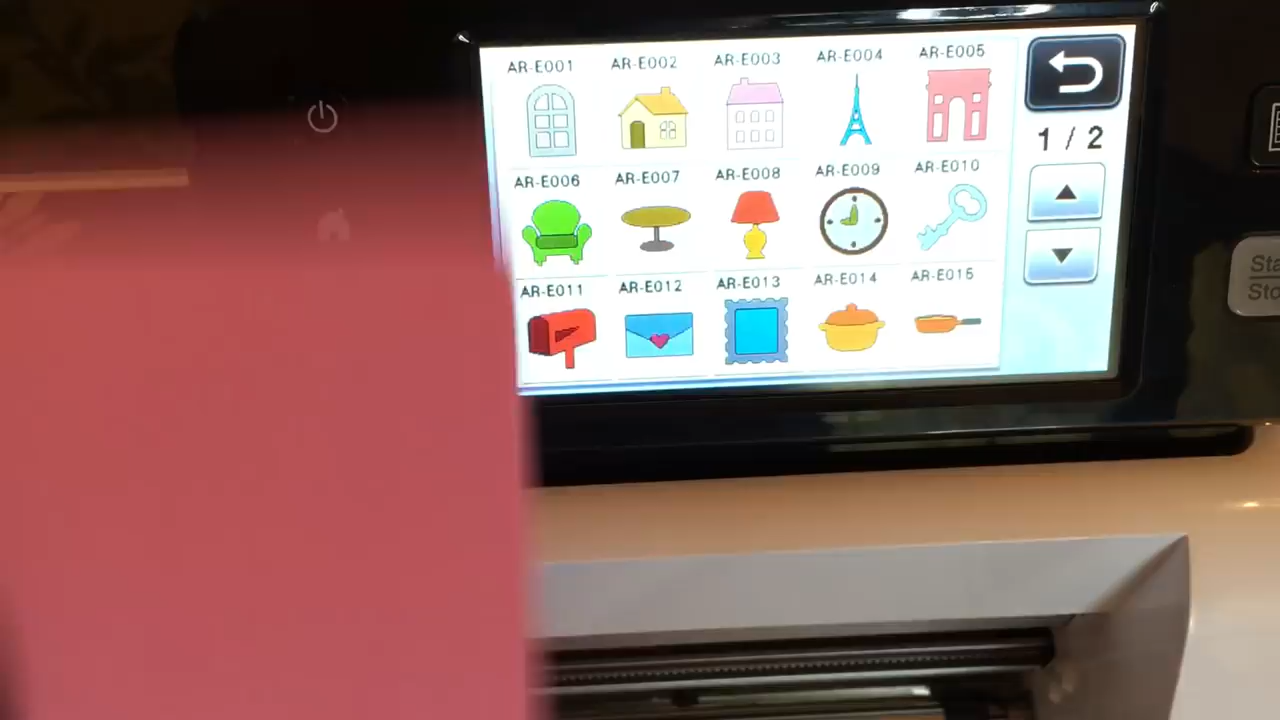 AR-E001 AR-E002 AR-E003 AR-E004 AR-E005
1 / 2
AR-E006 AR-E007 AR-E008 AR-E009 AR-E010
AR-E011 AR-E012 AR-E013 AR-E014 AR-E015